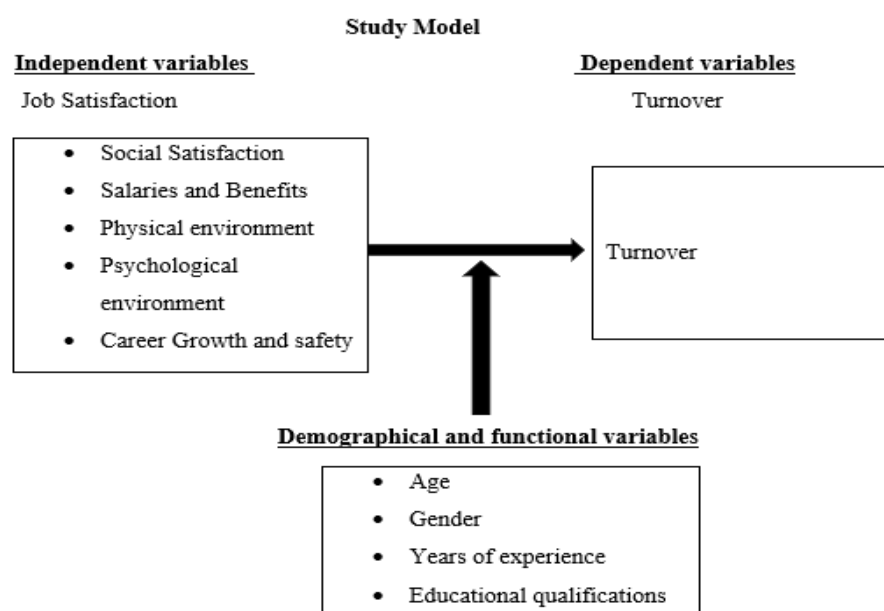 Study Model
Independent variables
Dependent variables
Job Satisfaction
Turnover
• Social Satisfaction
• Salaries and Benefits
• Physical environment
• Psychological
environment
• Career Growth and safety
Turnover
Demographical and functional variables
• Age
• Gender
• Years of experience
• Educational qualifications